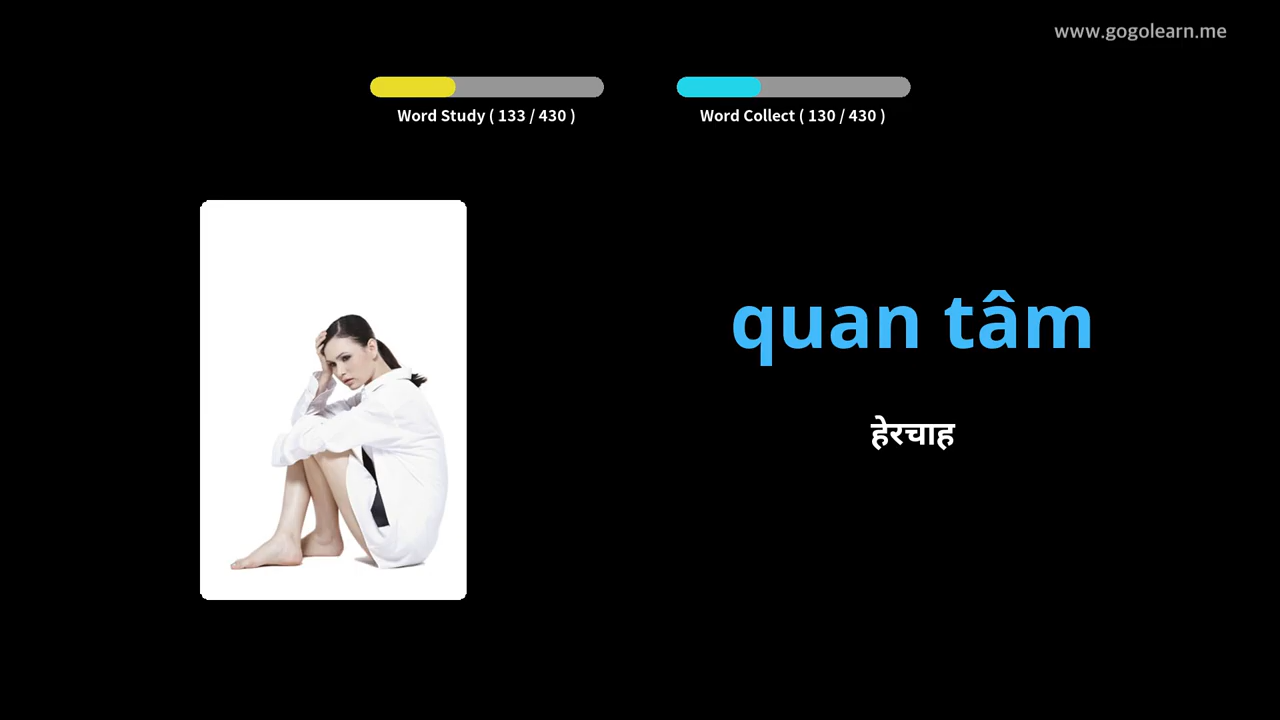 www.gogolearn.me
Word Study ( 133 / 430 )
Word Collect ( 130 / 430 )
quan tâm
हेरचाह